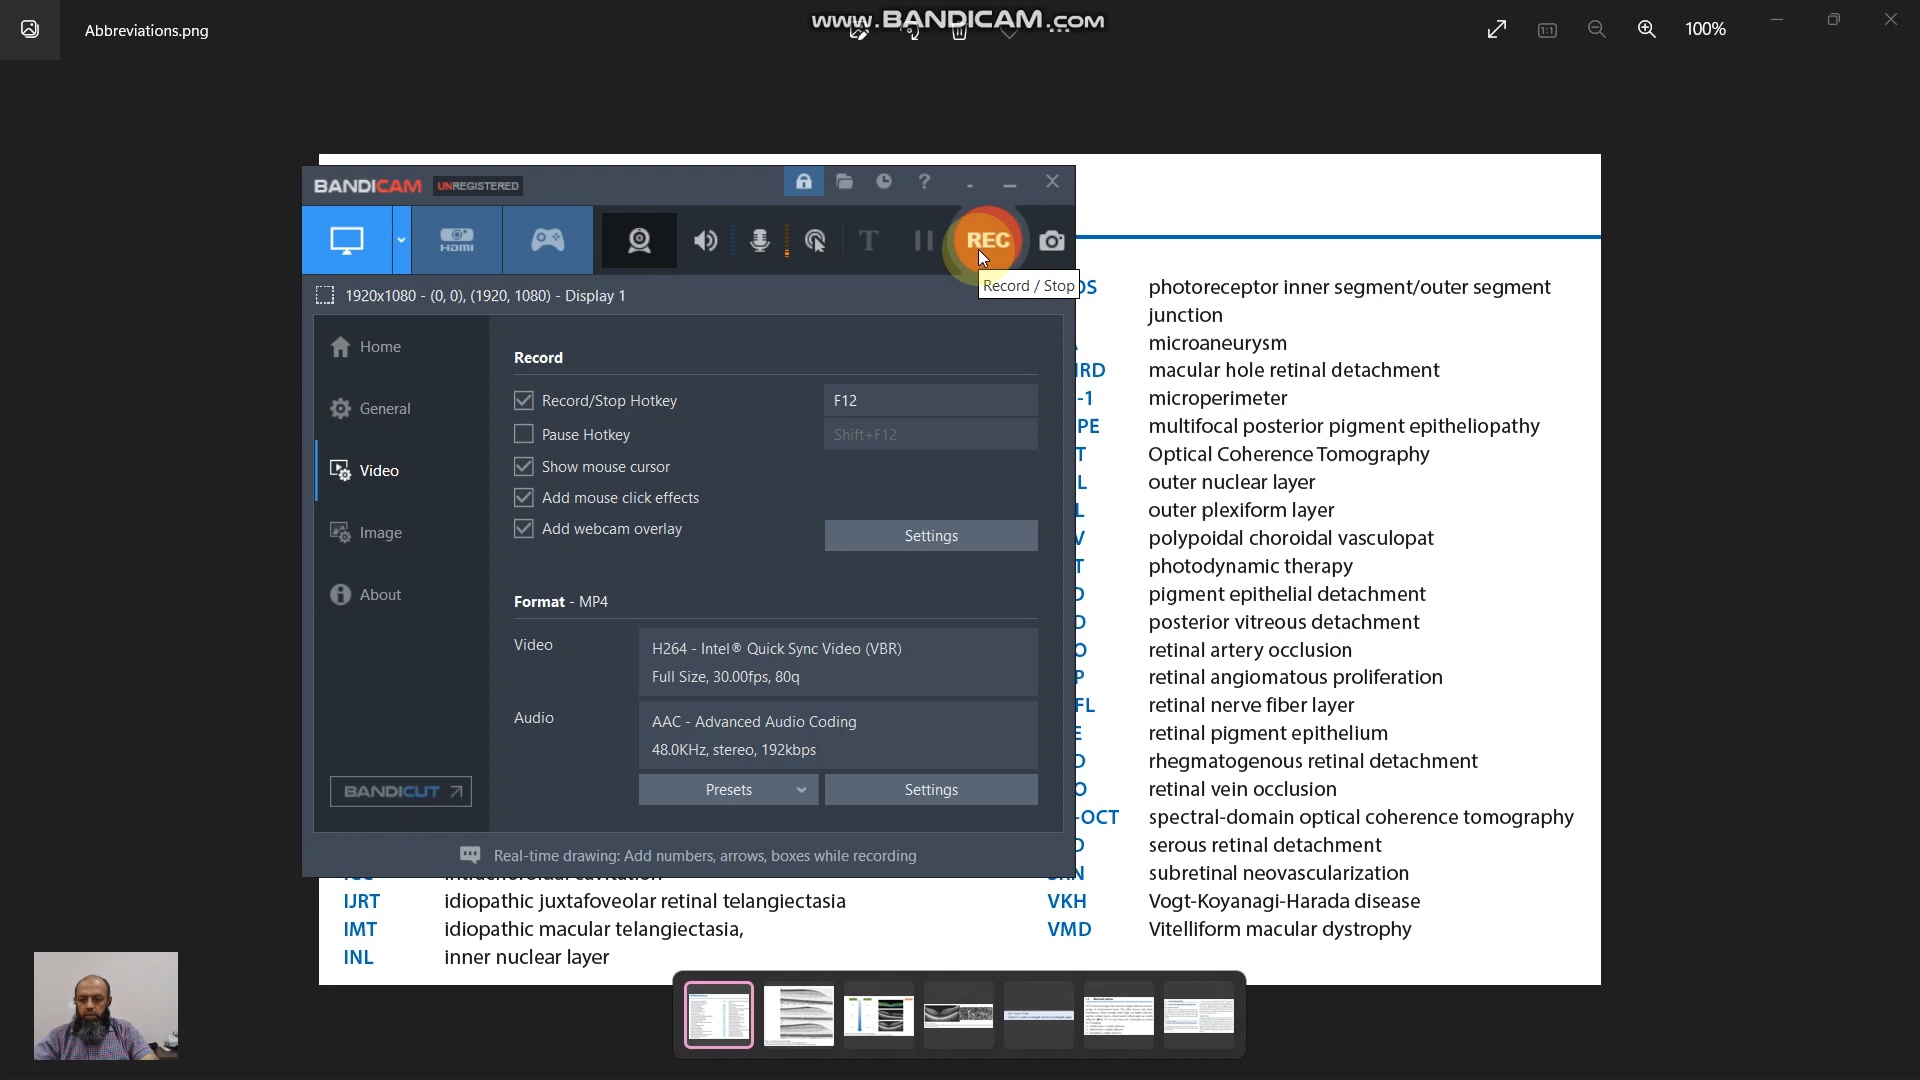 Abbreviations.png
www.BANDICAM.COM
100%
BANDICAM UNREGISTERED
HDMI
REC
Record / Stop
1920x1080 - (0, 0), (1920, 1080) - Display 1
Home
General
Video
Image
About
BANDICUT
Record
Record/Stop Hotkey F12
Pause Hotkey Shift+F12
Show mouse cursor
Add mouse click effects
Add webcam overlay
Settings
Format - MP4
Video
H264 - Intel® Quick Sync Video (VBR)
Full Size, 30.00fps, 80q
Audio
AAC - Advanced Audio Coding
48.0KHz, stereo, 192kbps
Presets
Settings
Real-time drawing: Add numbers, arrows, boxes while recording
IJRT idiopathic juxtafoveolar retinal telangiectasia
IMT idiopathic macular telangiectasia,
INL inner nuclear layer
OS photoreceptor inner segment/outer segment
junction
microaneurysm
RD macular hole retinal detachment
-1 microperimeter
PE multifocal posterior pigment epitheliopathy
T Optical Coherence Tomography
L outer nuclear layer
L outer plexiform layer
V polypoidal choroidal vasculopat
T photodynamic therapy
D pigment epithelial detachment
D posterior vitreous detachment
O retinal artery occlusion
P retinal angiomatous proliferation
FL retinal nerve fiber layer
E retinal pigment epithelium
D rhegmatogenous retinal detachment
O retinal vein occlusion
-OCT spectral-domain optical coherence tomography
D serous retinal detachment
N subretinal neovascularization
VKH Vogt-Koyanagi-Harada disease
VMD Vitelliform macular dystrophy